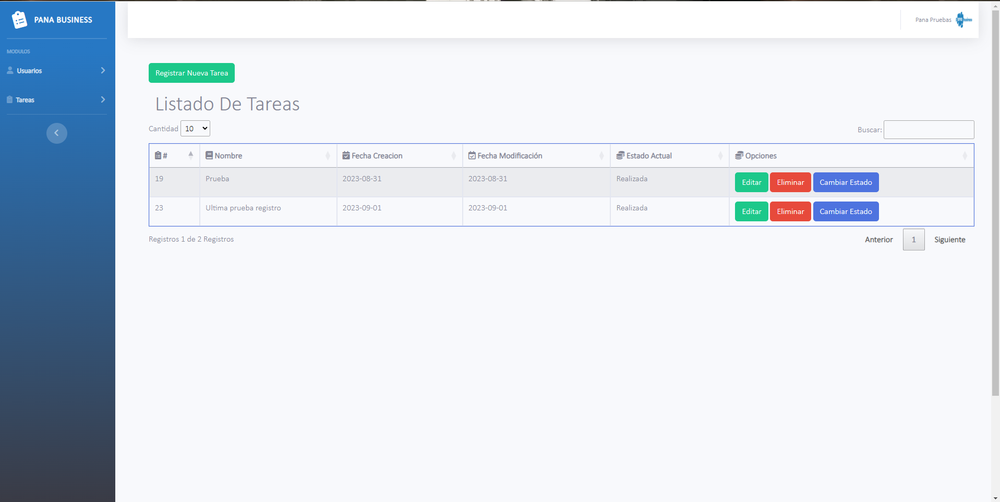 PANA BUSINESS
Pana Pruebas
MODULOS
Usuarios
Tareas
Registrar Nueva Tarea
Listado De Tareas
Cantidad 10
Buscar:
# Nombre Fecha Creacion Fecha Modificación Estado Actual Opciones
19 Prueba 2023-08-31 2023-08-31 Realizada Editar Eliminar Cambiar Estado
23 Ultima prueba registro 2023-09-01 2023-09-01 Realizada Editar Eliminar Cambiar Estado
Registros 1 de 2 Registros
Anterior 1 Siguiente